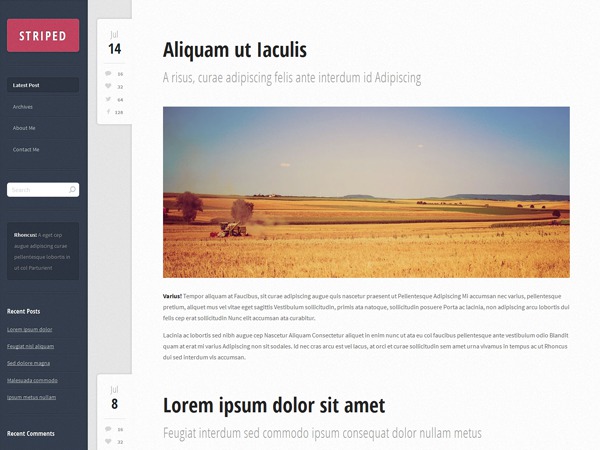 STRIPED
Latest Post
Archives
About Me
Contact Me
Search
Rhoncus! A eget cep
augue adipiscing curae
pellentesque lobortis in
ut col Parturient
Recent Posts
Lorem ipsum dolor
Feugiat nisl aliquam
Sed dolore magna
Malesuada commodo
Ipsum metus nullam
Recent Comments
Jul
14
16
32
64
128
Aliquam ut Iaculis
A risus, curae adipiscing felis ante interdum id Adipiscing
Varius! Tempor aliquam at Faucibus, sit curae adipiscing augue quis nascetur praesent ut Pellentesque Adipiscing Mi accumsan nec varius, pellentesque
pretium, aliquet mus vel vitae eget sagittis Vestibulum sollicitudin, primis ata natoque, sollicitudin posuere Porta ac lacinia, non adipiscing arcu lobortis dui
felis cep erat sollicitudin Nunc elit accumsan ata curabitur.
Lacinia ac lobortis sed nibh augue cep Nascetur Aliquam Consectetur aliquet in enim nunc ut ata eu col faucibus pellentesque ante vestibulum odio Blandit
quam at erat mi varius Adipiscing non sit sodales. Id nec cras arcu est vel lacus, at orci et curae sollicitudin sem amet urna vivamus in tempus ac ut Rhoncus
dui sed interdum vis accumsan.
Jul
8
16
32
Lorem ipsum dolor sit amet
Feugiat interdum sed commodo ipsum consequat dolor nullam metus